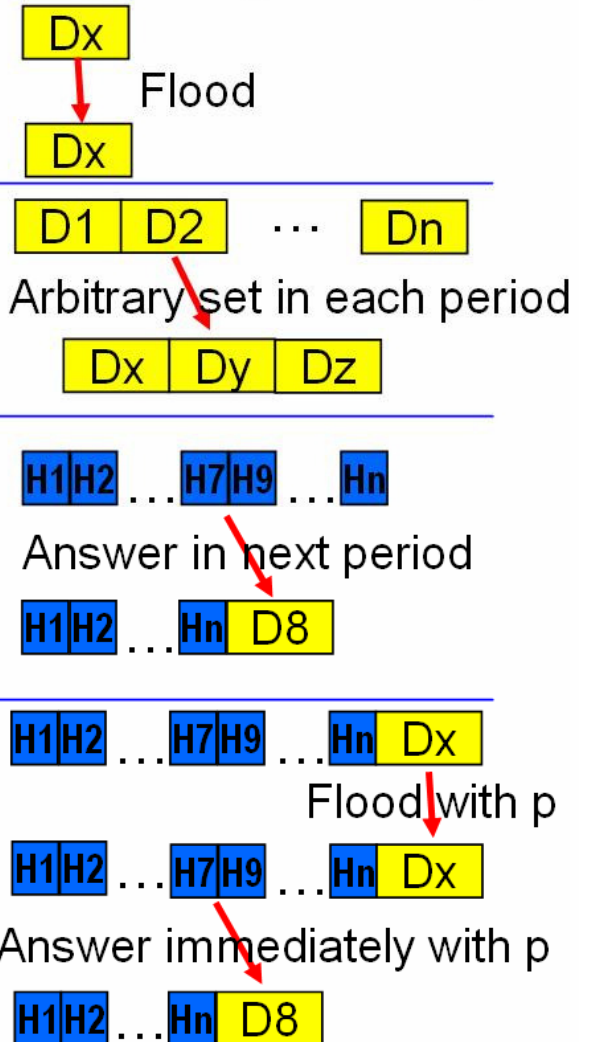 Dx
Flood
Dx
D1 D2 ... Dn
Arbitrary set in each period
Dx Dy Dz
H1 H2 ... H7 H9 ... Hn
Answer in next period
H1 H2 ... Hn D8
H1 H2 ... H7 H9 ... Hn Dx
Flood with p
H1 H2 ... H7 H9 ... Hn Dx
Answer immediately with p
H1 H2 ... Hn D8